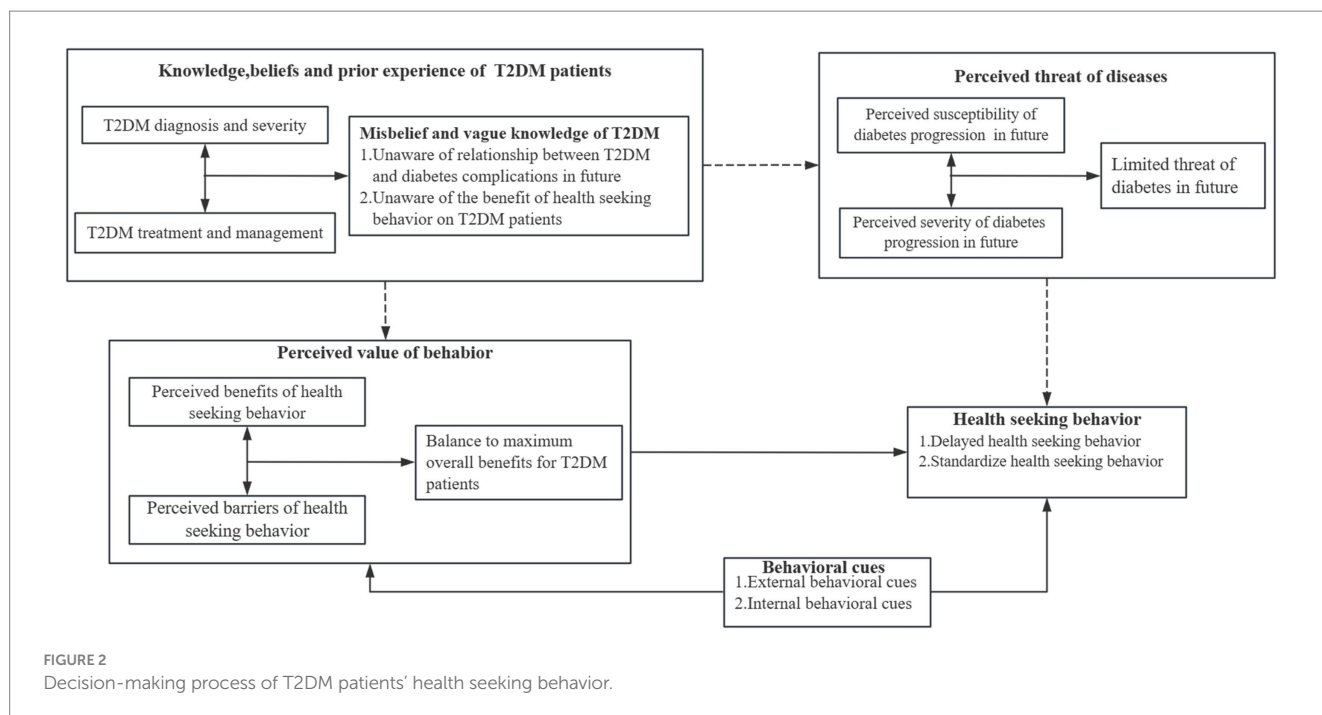 Knowledge,beliefs and prior experience of T2DM patients
T2DM diagnosis and severity
T2DM treatment and management
Misbelief and vague knowledge of T2DM
1.Unaware of relationship between T2DM
and diabetes complications in future
2.Unaware of the benefit of health seeking
behavior on T2DM patients
Perceived threat of diseases
Perceived susceptibility of
diabetes progression in future
Perceived severity of diabetes
progression in future
Limited threat of
diabetes in future
Perceived value of behabior
Perceived benefits of health
seeking behavior
Perceived barriers of health
seeking behavior
Balance to maximum
overall benefits for T2DM
patients
Health seeking behavior
1.Delayed health seeking behavior
2.Standardize health seeking behavior
Behavioral cues
1.External behavioral cues
2.Internal behavioral cues
FIGURE 2
Decision-making process of T2DM patients' health seeking behavior.